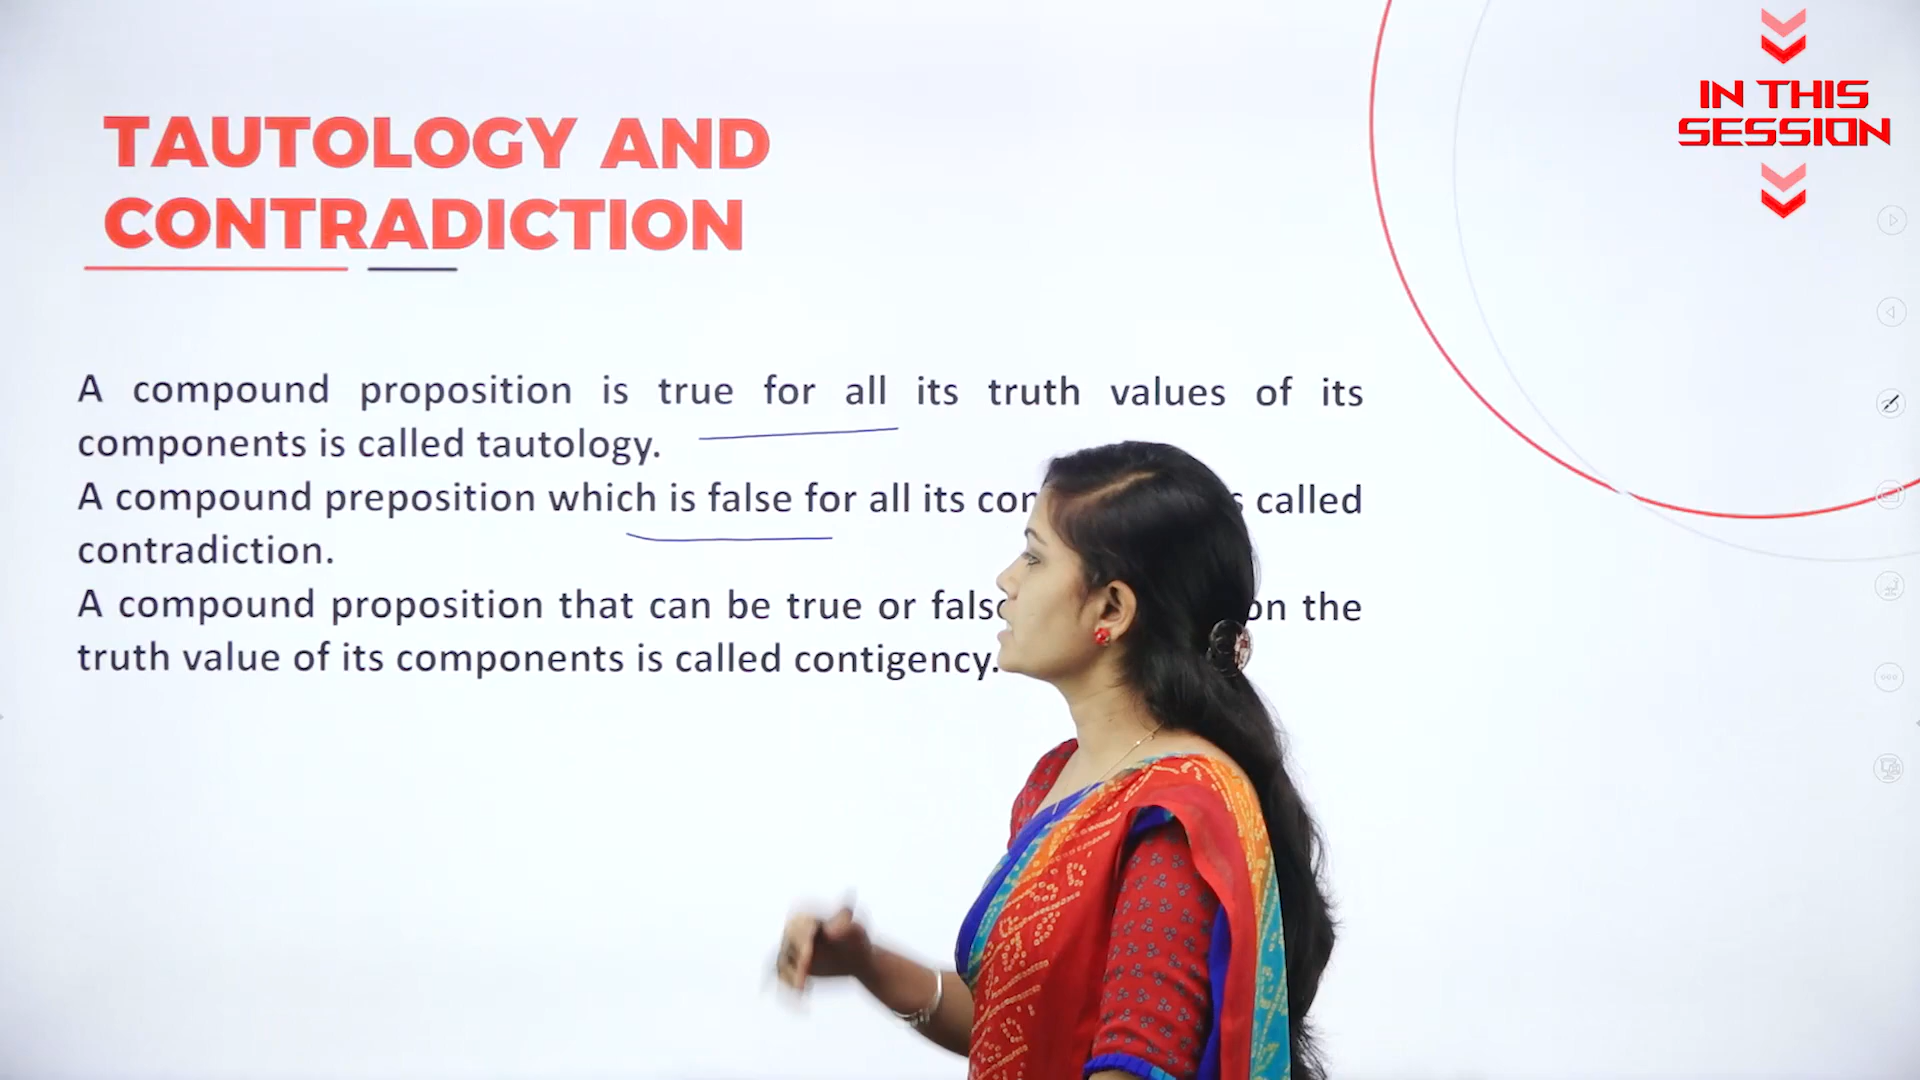 TAUTOLOGY AND
CONTRADICTION
IN THIS
SESSION
A compound proposition is true for all its truth values of its
components is called tautology.
A compound preposition which is false for all its called
contradiction.
A compound proposition that can be true or on the
truth value of its components is called contigency.